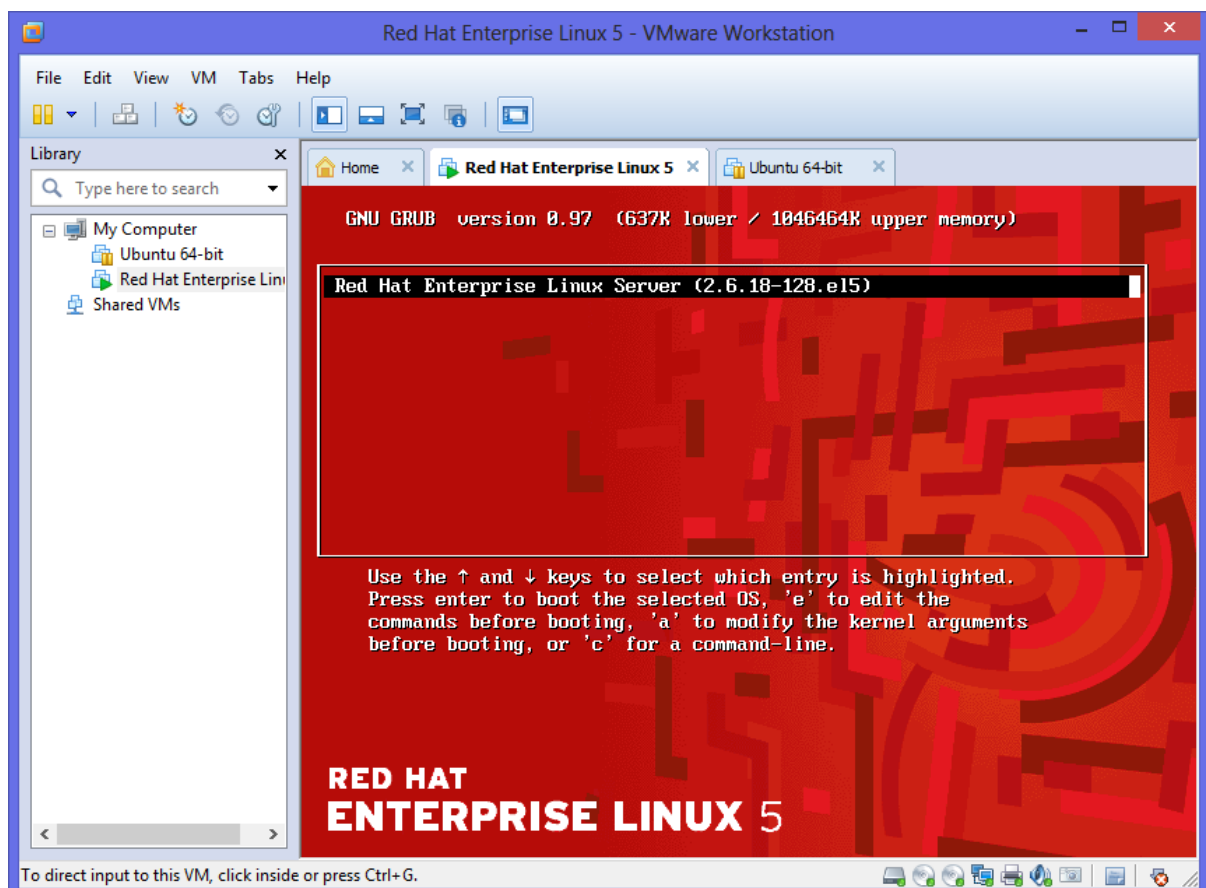 Red Hat Enterprise Linux 5 - VMware Workstation
File Edit View VM Tabs Help
Library
Type here to search
My Computer
Ubuntu 64-bit
Red Hat Enterprise Linu
Shared VMs
Home
Red Hat Enterprise Linux 5
Ubuntu 64-bit
GNU GRUB version 0.97 (637K lower / 1046464K upper memory)
Red Hat Enterprise Linux Server (2.6.18-128.el5)
Use the ↑ and ↓ keys to select which entry is highlighted.
Press enter to boot the selected OS, 'e' to edit the
commands before booting, 'a' to modify the kernel arguments
before booting, or 'c' for a command-line.
RED HAT
ENTERPRISE LINUX 5
To direct input to this VM, click inside or press Ctrl+G.